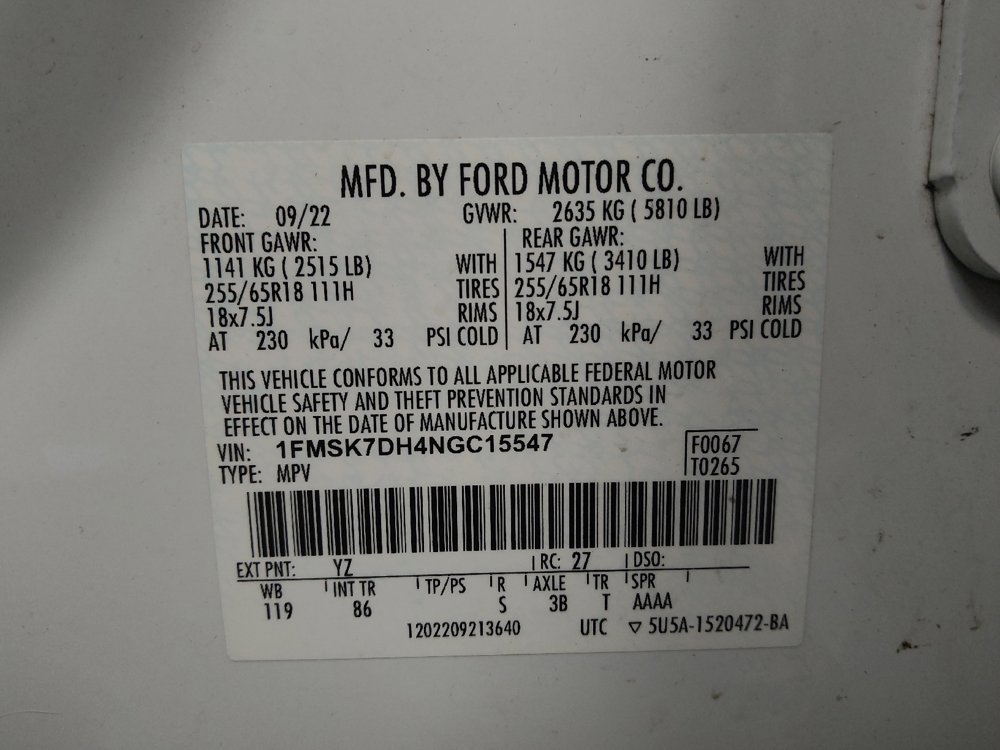 MFD. BY FORD MOTOR CO.
DATE: 09/22 GVWR: 2635 KG ( 5810 LB)
FRONT GAWR: REAR GAWR:
1141 KG ( 2515 LB) WITH 1547 KG ( 3410 LB) WITH
255/65R18 111H TIRES 255/65R18 111H TIRES
18x7.5J RIMS 18x7.5J RIMS
AT 230 kPa/ 33 PSI COLD AT 230 kPa/ 33 PSI COLD
THIS VEHICLE CONFORMS TO ALL APPLICABLE FEDERAL MOTOR
VEHICLE SAFETY AND THEFT PREVENTION STANDARDS IN
EFFECT ON THE DATE OF MANUFACTURE SHOWN ABOVE.
VIN: 1FMSK7DH4NGC15547 F0067
TYPE: MPV T0265
EXT PNT: YZ RC: 27 DSO:
WB INT TR TP/PS R AXLE TR SPR
119 86 S 3B T AAAA
1202209213640 UTC ▽ 5U5A-1520472-BA